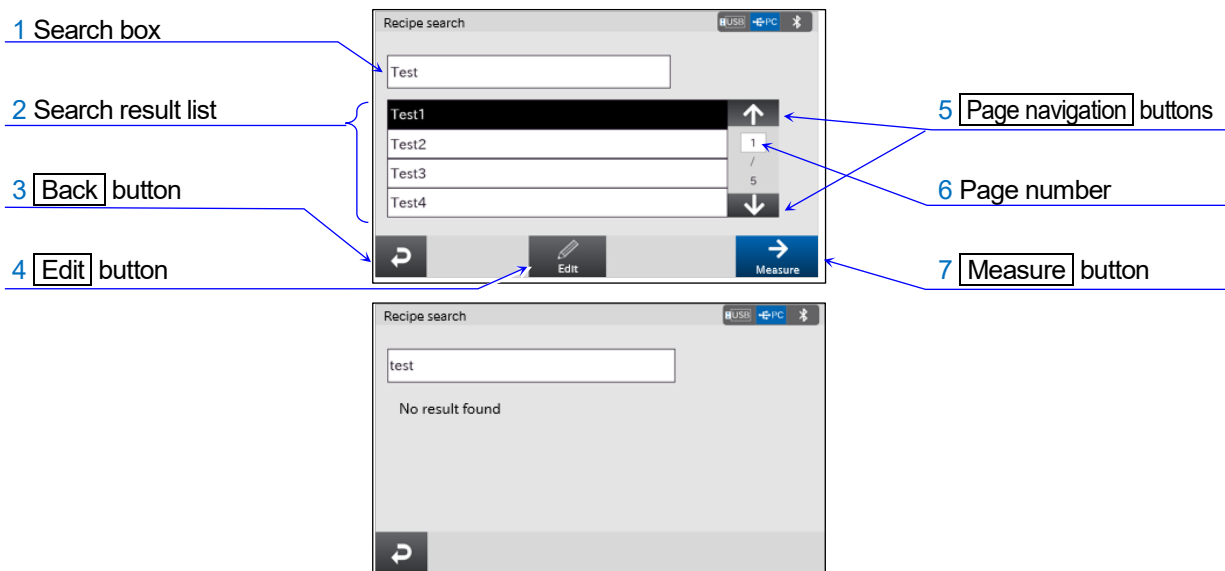 1 Search box
2 Search result list
3 Back button
4 Edit button
Recipe search
USB PC
Test
Test1
Test2
Test3
Test4
1
/
5
Edit
Measure
5 Page navigation buttons
6 Page number
7 Measure button
Recipe search
USB PC
test
No result found